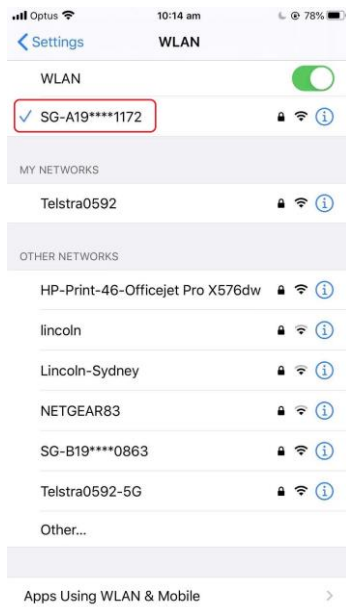 Optus 10:14 am 78%
Settings WLAN
WLAN
SG-A19****1172
MY NETWORKS
Telstra0592
OTHER NETWORKS
HP-Print-46-Officejet Pro X576dw
lincoln
Lincoln-Sydney
NETGEAR83
SG-B19****0863
Telstra0592-5G
Other...
Apps Using WLAN & Mobile